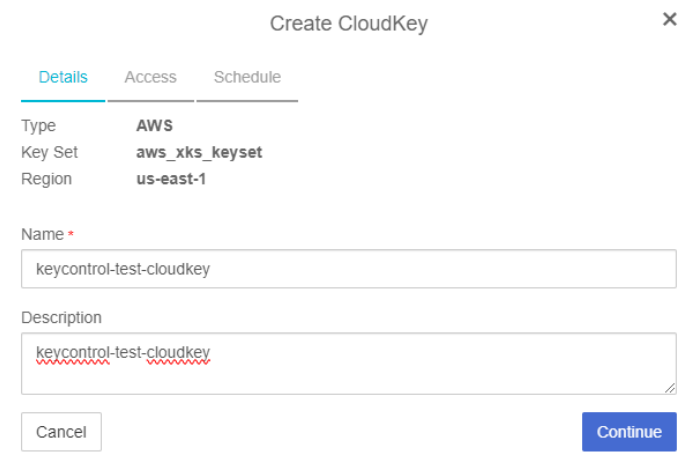 Create CloudKey ×
Details Access Schedule
Type AWS
Key Set aws_xks_keyset
Region us-east-1
Name *
keycontrol-test-cloudkey
Description
keycontrol-test-cloudkey
Cancel Continue